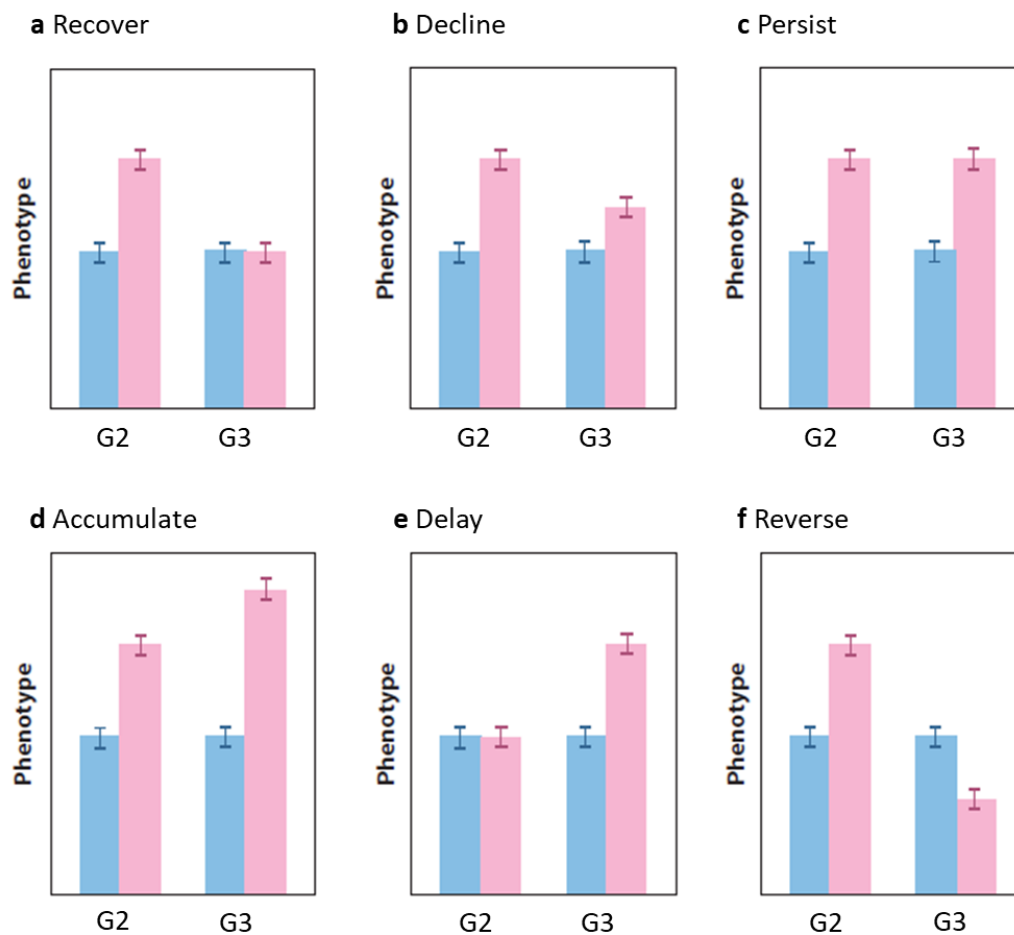 a Recover
b Decline
c Persist
Phenotype
Phenotype
Phenotype
G2
G3
G2
G3
G2
G3
d Accumulate
e Delay
f Reverse
Phenotype
Phenotype
Phenotype
G2
G3
G2
G3
G2
G3